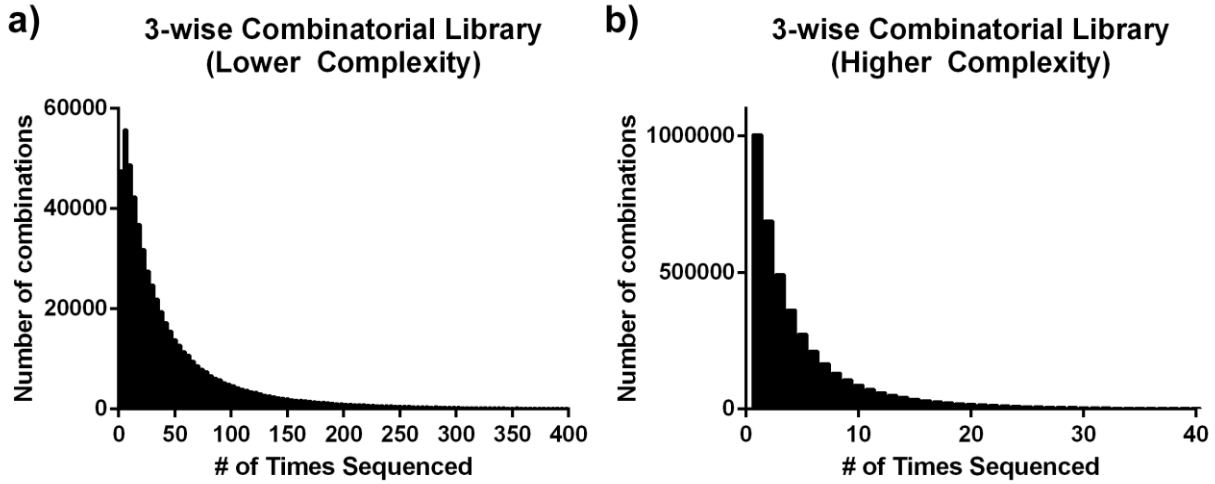 a)
3-wise Combinatorial Library
(Lower Complexity)
Number of combinations
60000
40000
20000
0
0 50 100 150 200 250 300 350 400
# of Times Sequenced
b)
3-wise Combinatorial Library
(Higher Complexity)
Number of combinations
1000000
500000
0
0 10 20 30 40
# of Times Sequenced